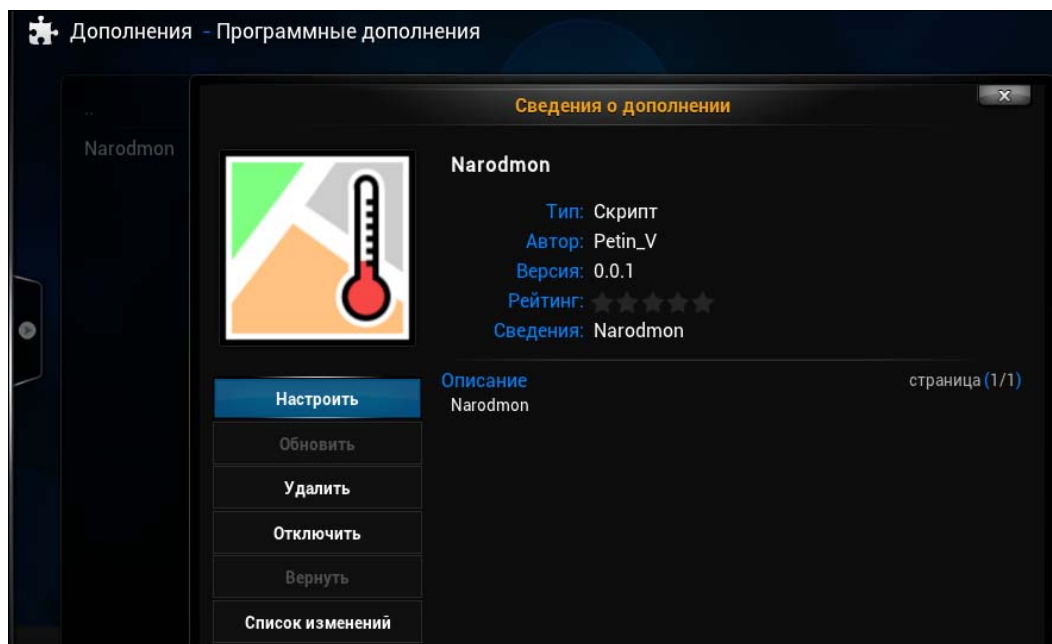 Дополнения - Программные дополнения
Сведения о дополнении
x
..
Narodmon
Narodmon
Тип: Скрипт
Автор: Petin_V
Версия: 0.0.1
Рейтинг:
Сведения: Narodmon
Описание
страница (1/1)
Narodmon
Настроить
Обновить
Удалить
Отключить
Вернуть
Список изменений